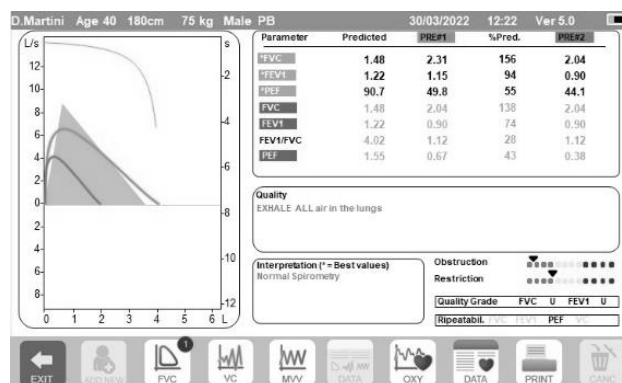 D.Martini Age 40 180cm 75 kg Male PB 30/03/2022 12:22 Ver 5.0
L/s s
12
10
8
6
4
2
0
2
4
6
8
-2
-4
-6
-8
-10
-12
0 1 2 3 4 5 6 L
Parameter Predicted PRE#1 %Pred. PRE#2
*FVC 1.48 2.31 156 2.04
*FEV1 1.22 1.15 94 0.90
*PEF 90.7 49.8 55 44.1
FVC 1.48 2.04 138 2.04
FEV1 1.22 0.90 74 0.90
FEV1/FVC 4.02 1.12 28 1.12
PEF 1.55 0.67 43 0.38
Quality
EXHALE ALL air in the lungs
Interpretation (* = Best values)
Normal Spirometry
Obstruction
Restriction
Quality Grade FVC U FEV1 U
Ripeatabil. FVC FEV1 PEF VC
1
EXIT ADD NEW FVC VC MVV DATA OXY DATA PRINT CANC